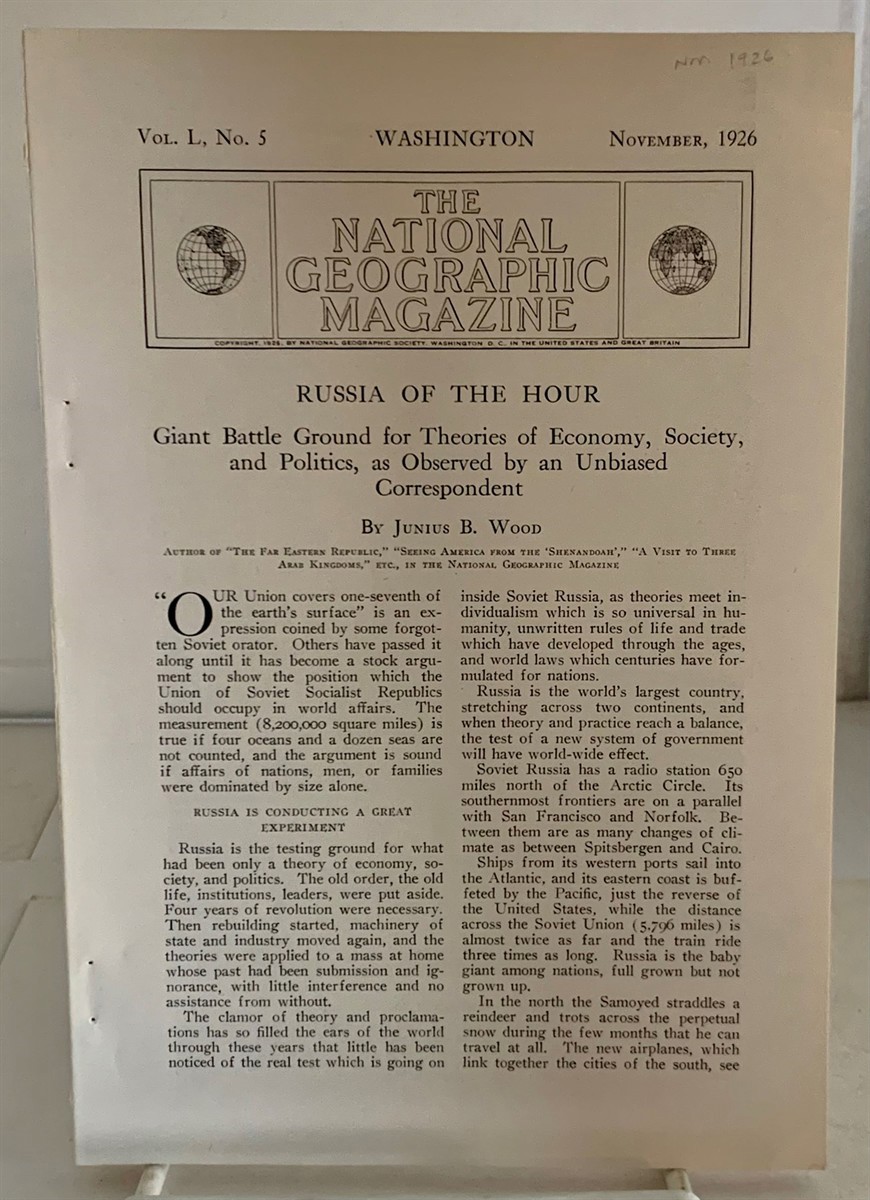 NM 1926
VOL. L, NO. 5 WASHINGTON NOVEMBER, 1926
THE
NATIONAL
GEOGRAPHIC
MAGAZINE
COPYRIGHT, 1926, BY NATIONAL GEOGRAPHIC SOCIETY, WASHINGTON D. C. IN THE UNITED STATES AND GREAT BRITAIN
RUSSIA OF THE HOUR
Giant Battle Ground for Theories of Economy, Society,
and Politics, as Observed by an Unbiased
Correspondent
BY JUNIUS B. WOOD
AUTHOR OF "THE FAR EASTERN REPUBLIC," "SEEING AMERICA FROM THE 'SHENANDOAH'," "A VISIT TO THREE
ARAB KINGDOMS," ETC., IN THE NATIONAL GEOGRAPHIC MAGAZINE
"OUR Union covers one-seventh of
the earth's surface" is an ex-
pression coined by some forgot-
ten Soviet orator. Others have passed it
along until it has become a stock argu-
ment to show the position which the
Union of Soviet Socialist Republics
should occupy in world affairs. The
measurement (8,200,000 square miles) is
true if four oceans and a dozen seas are
not counted, and the argument is sound
if affairs of nations, men, or families
were dominated by size alone.
RUSSIA IS CONDUCTING A GREAT
EXPERIMENT
Russia is the testing ground for what
had been only a theory of economy, so-
ciety, and politics. The old order, the old
life, institutions, leaders, were put aside.
Four years of revolution were necessary.
Then rebuilding started, machinery of
state and industry moved again, and the
theories were applied to a mass at home
whose past had been submission and ig-
norance, with little interference and no
assistance from without.
The clamor of theory and proclama-
tions has so filled the ears of the world
through these years that little has been
noticed of the real test which is going on
inside Soviet Russia, as theories meet in-
dividualism which is so universal in hu-
manity, unwritten rules of life and trade
which have developed through the ages,
and world laws which centuries have for-
mulated for nations.
Russia is the world's largest country,
stretching across two continents, and
when theory and practice reach a balance,
the test of a new system of government
will have world-wide effect.
Soviet Russia has a radio station 650
miles north of the Arctic Circle. Its
southernmost frontiers are on a parallel
with San Francisco and Norfolk. Be-
tween them are as many changes of cli-
mate as between Spitsbergen and Cairo.
Ships from its western ports sail into
the Atlantic, and its eastern coast is buf-
feted by the Pacific, just the reverse of
the United States, while the distance
across the Soviet Union (5,796 miles) is
almost twice as far and the train ride
three times as long. Russia is the baby
giant among nations, full grown but not
grown up.
In the north the Samoyed straddles a
reindeer and trots across the perpetual
snow during the few months that he can
travel at all. The new airplanes, which
link together the cities of the south, see